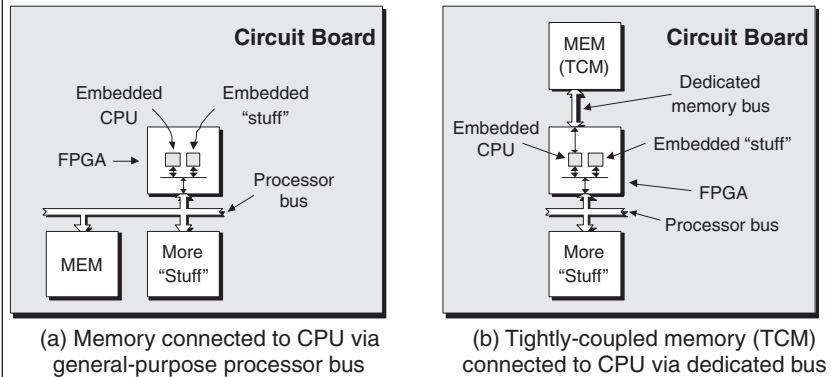 Circuit Board
Embedded
CPU
Embedded
“stuff”
FPGA
Processor
bus
MEM
More
“Stuff”
(a) Memory connected to CPU via
general-purpose processor bus
Circuit Board
MEM
(TCM)
Dedicated
memory bus
Embedded
CPU
Embedded “stuff”
FPGA
Processor bus
More
“Stuff”
(b) Tightly-coupled memory (TCM)
connected to CPU via dedicated bus